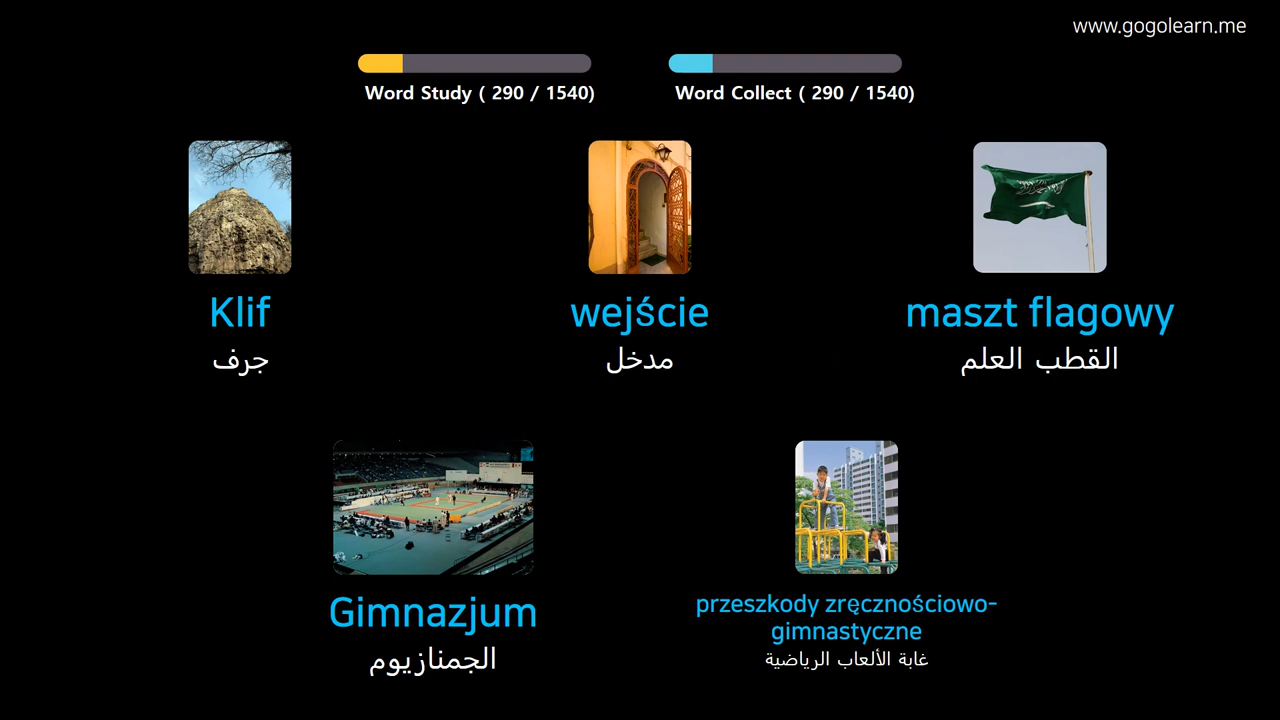 www.gogolearn.me
Word Study ( 290 / 1540)
Word Collect ( 290 / 1540)
Klif
جرف
wejście
مدخل
maszt flagowy
القطب العلم
Gimnazjum
الجمنازيوم
przeszkody zręcznościowo-
gimnastyczne
غابة الألعاب الرياضية